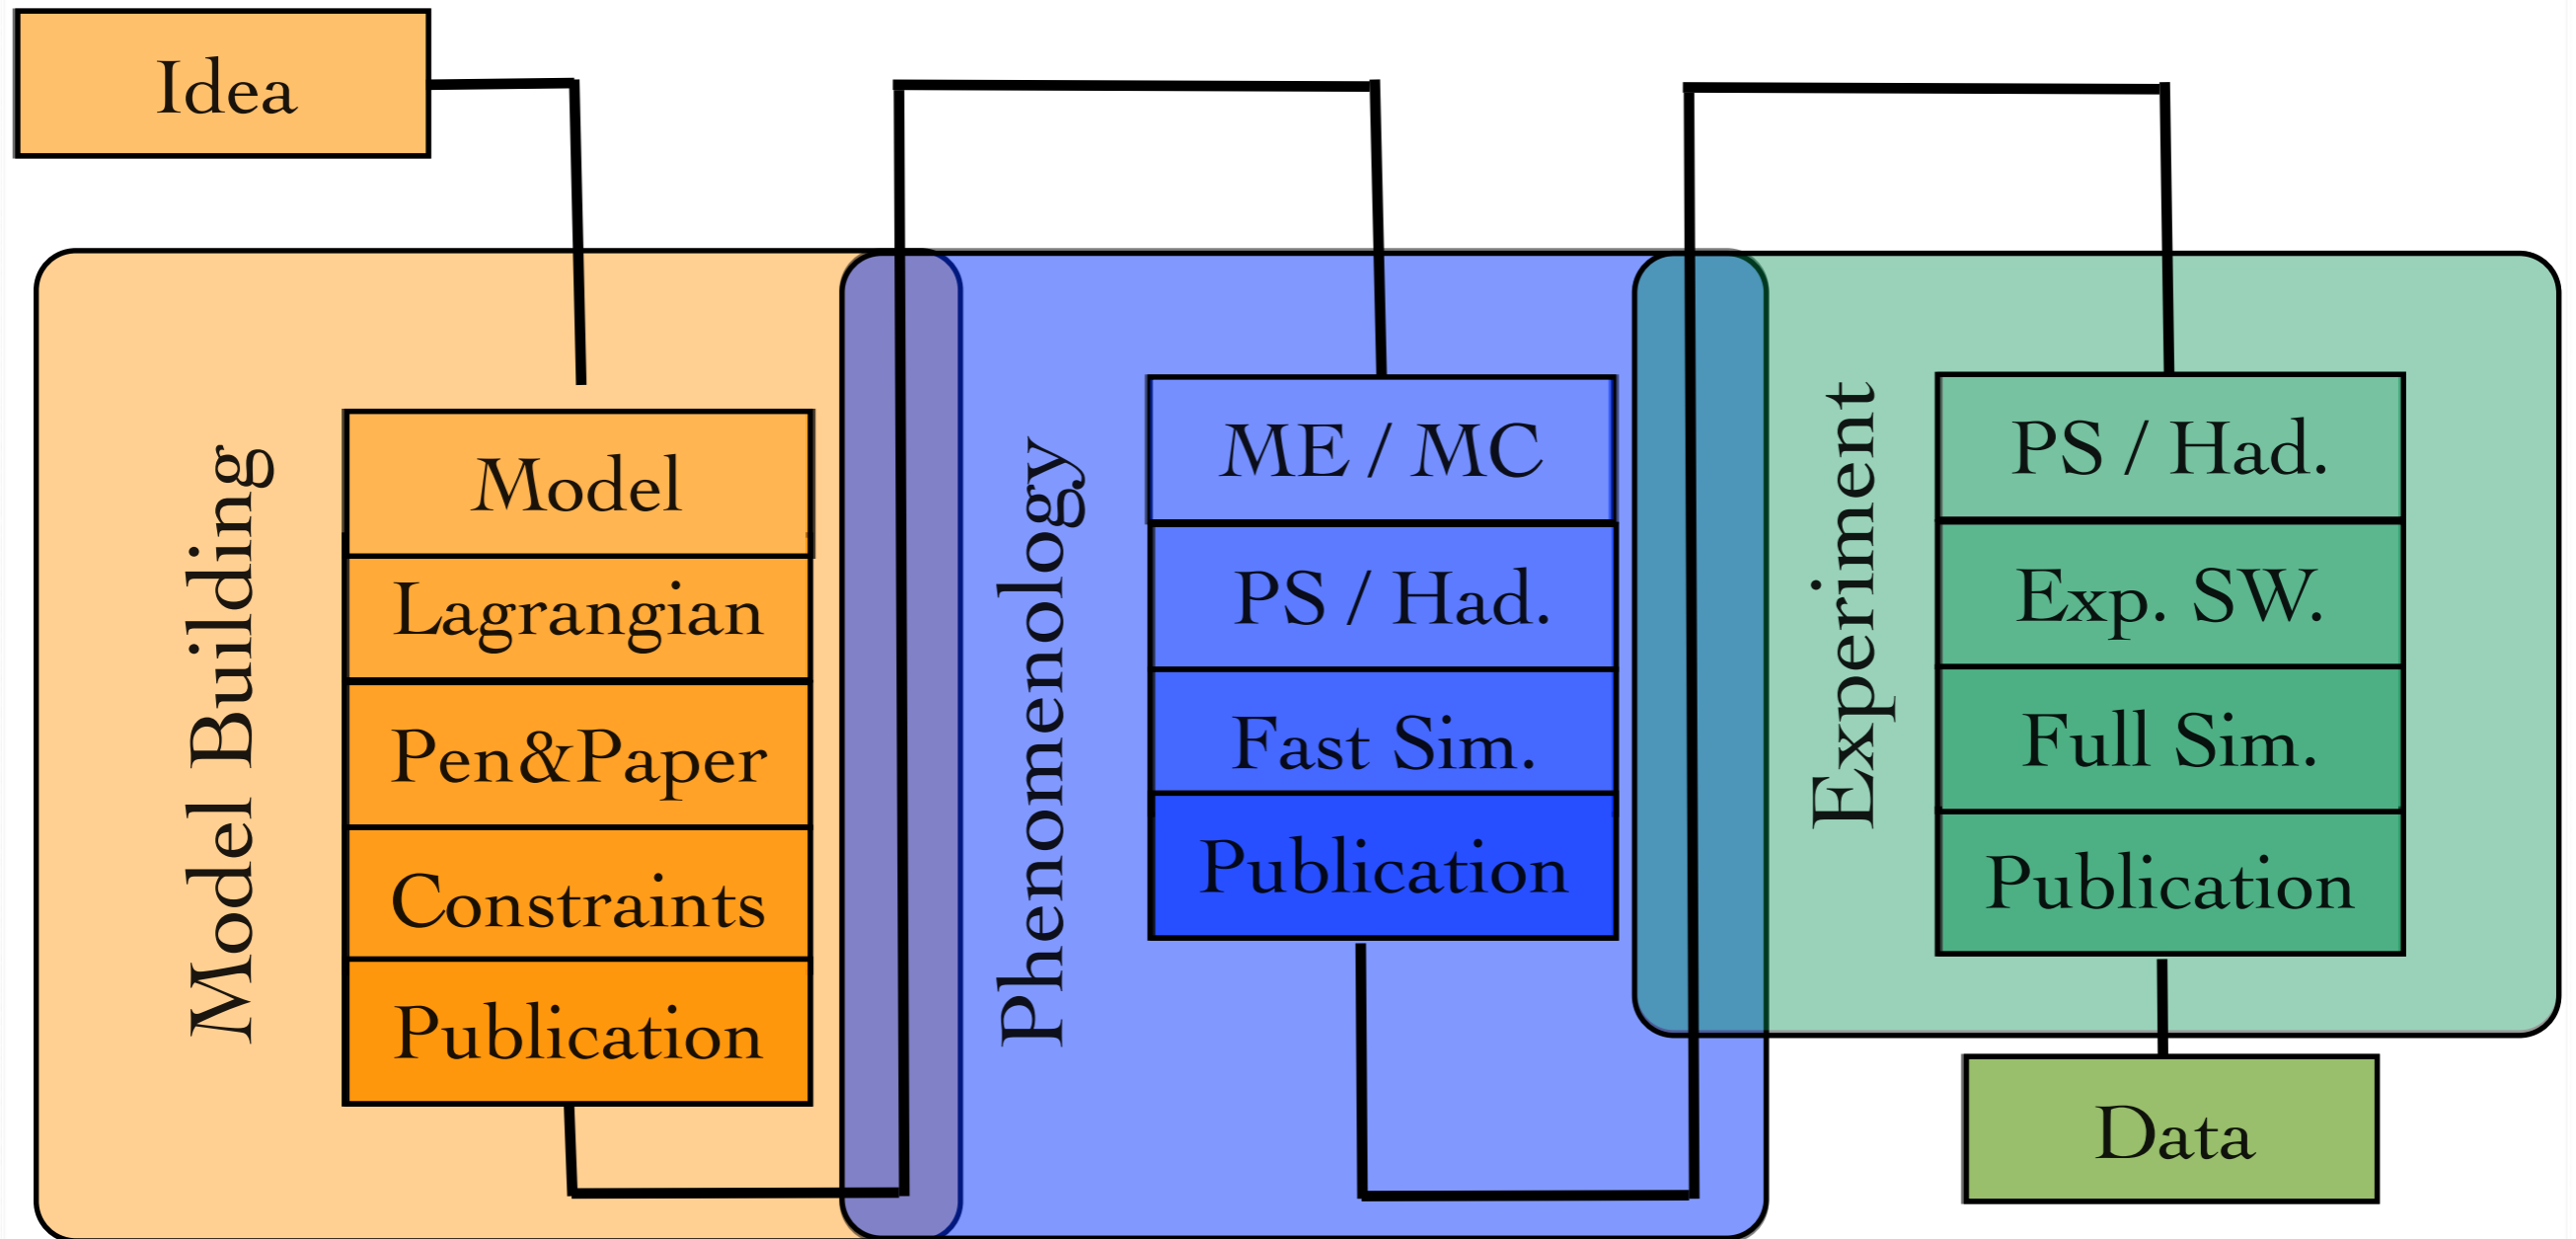 Idea
Model Building
Model
Lagrangian
Pen&Paper
Constraints
Publication
Phenomenology
ME / MC
PS / Had.
Fast Sim.
Publication
Experiment
PS / Had.
Exp. SW.
Full Sim.
Publication
Data